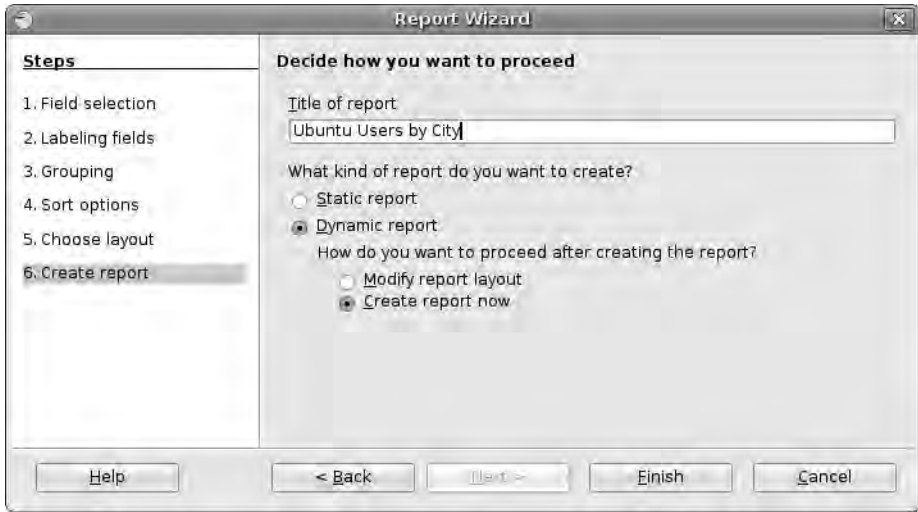 Report Wizard
Steps
1. Field selection
2. Labeling fields
3. Grouping
4. Sort options
5. Choose layout
6. Create report
Decide how you want to proceed
Title of report
Ubuntu Users by City
What kind of report do you want to create?
Static report
Dynamic report
How do you want to proceed after creating the report?
Modify report layout
Create report now
Help
< Back
Next >
Finish
Cancel